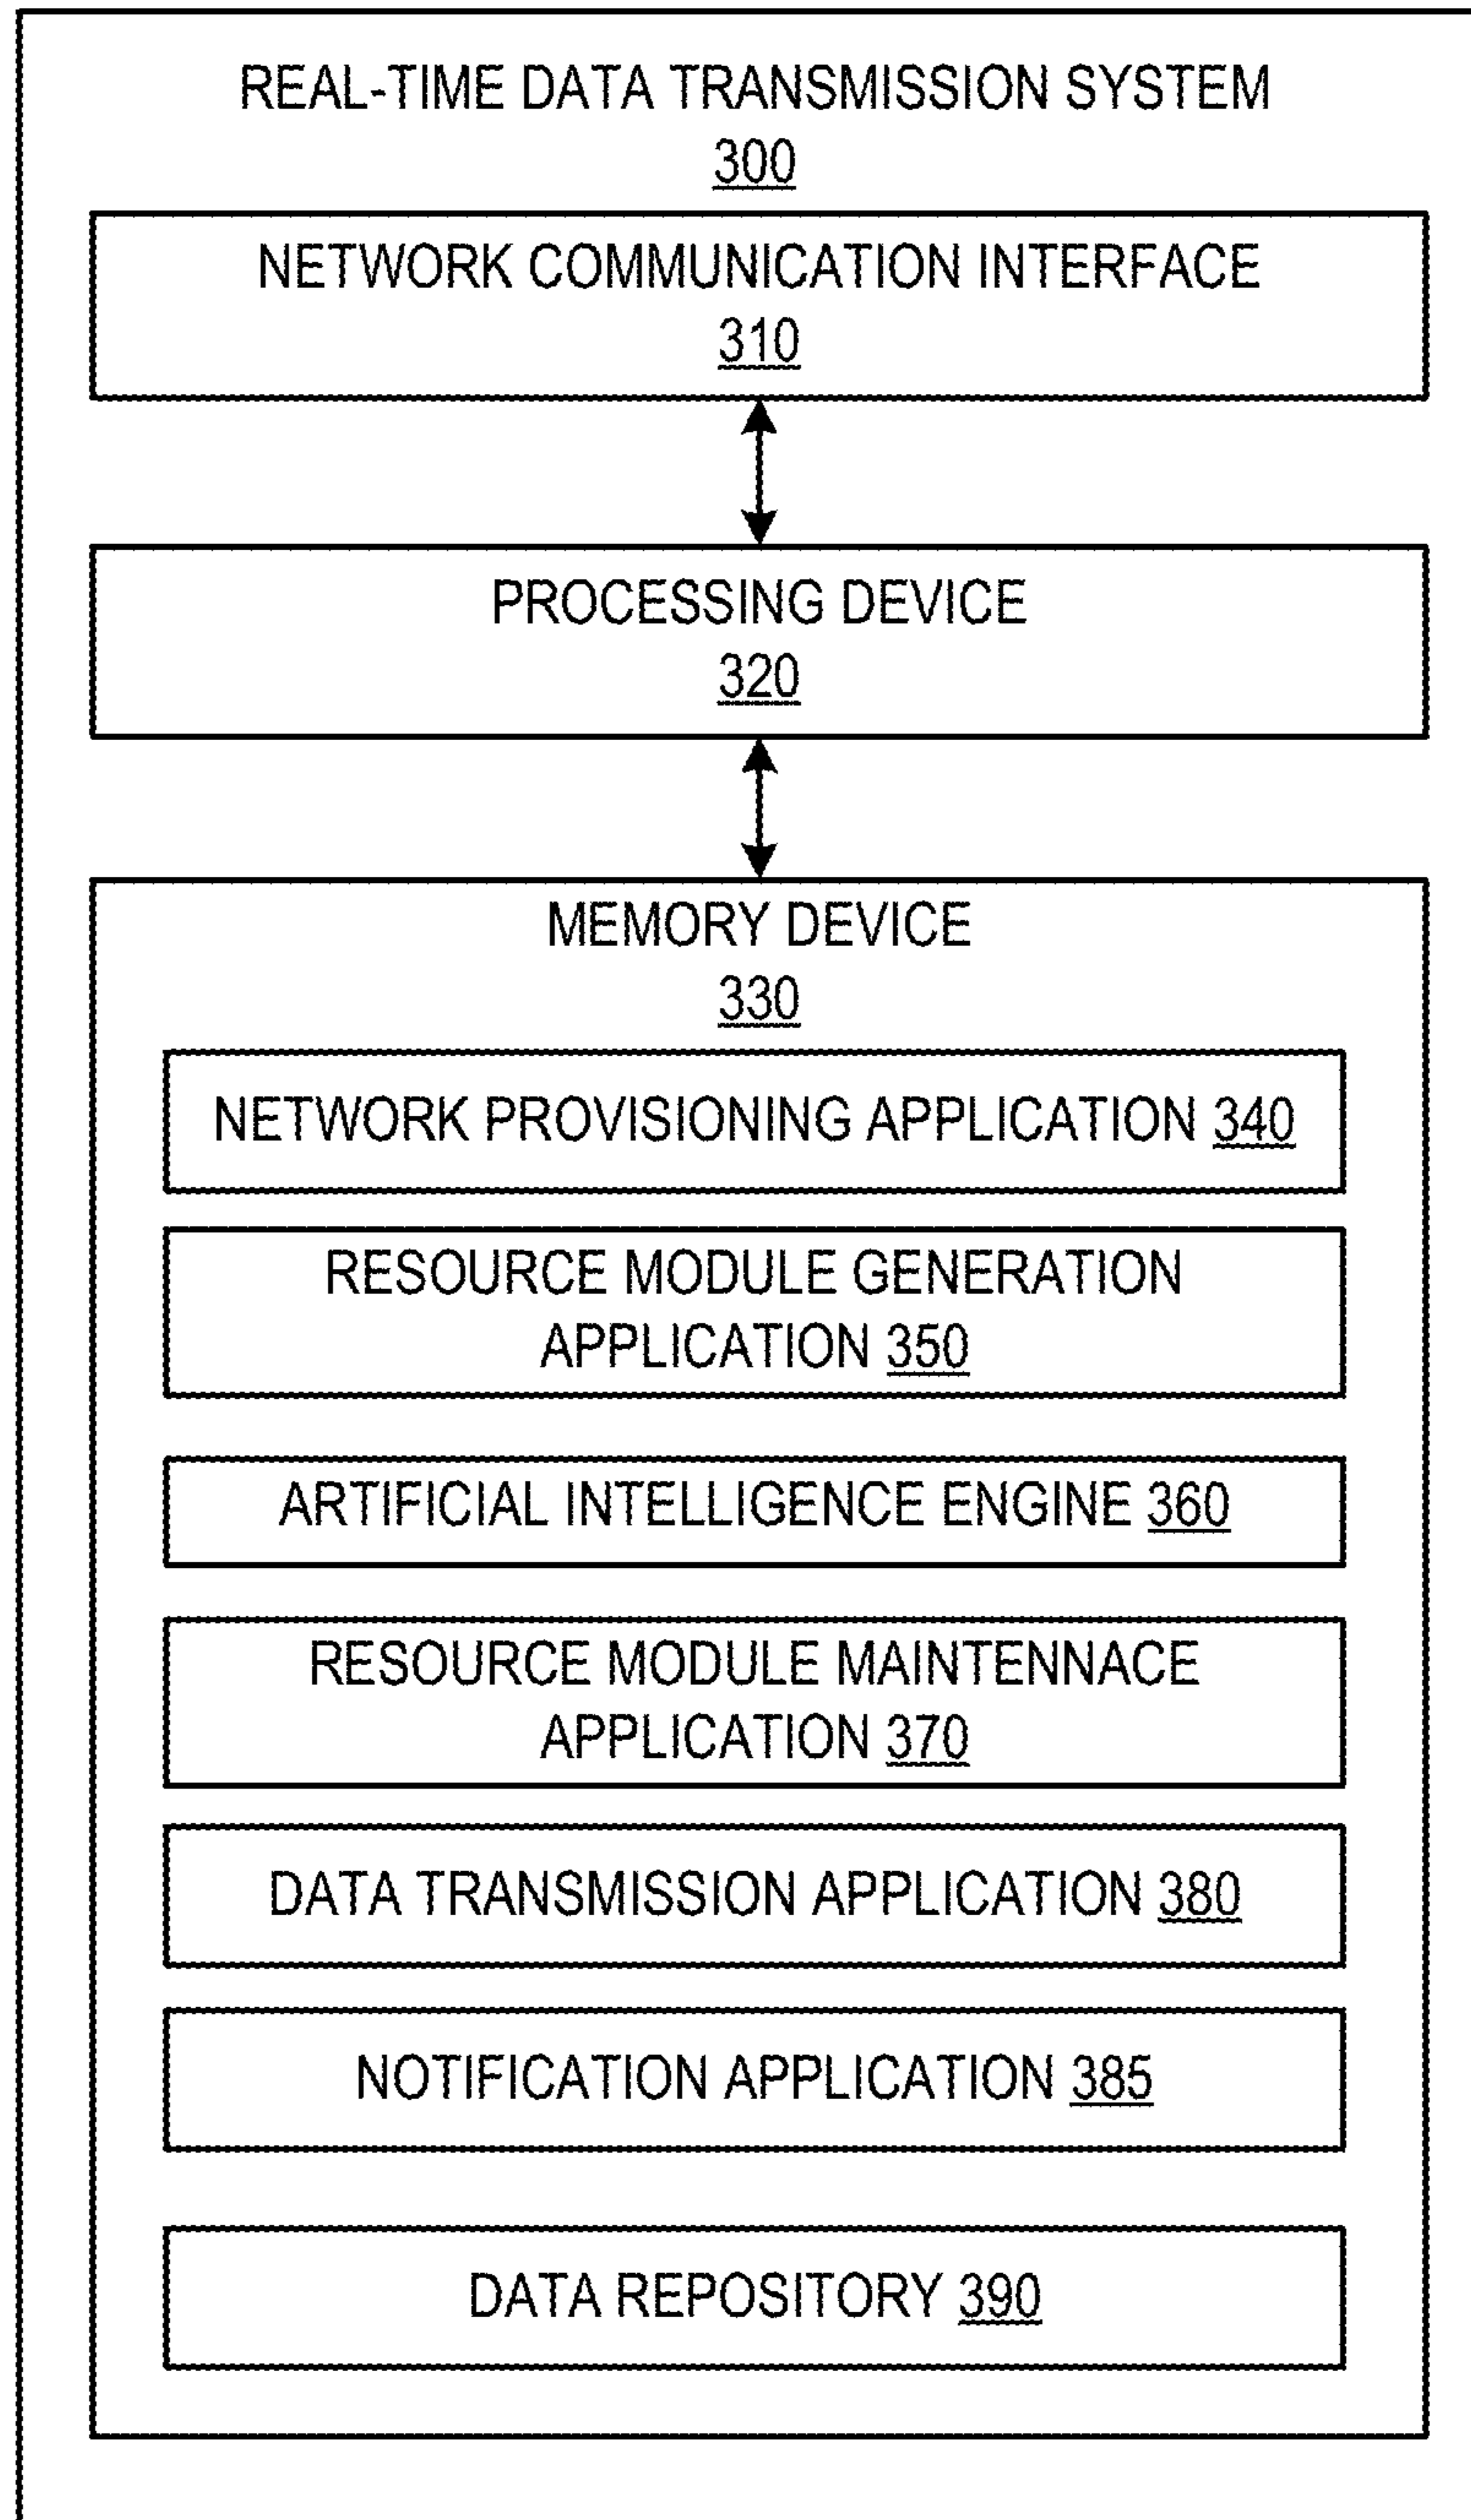 REAL-TIME DATA TRANSMISSION SYSTEM
300
NETWORK COMMUNICATION INTERFACE
310
PROCESSING DEVICE
320
MEMORY DEVICE
330
NETWORK PROVISIONING APPLICATION 340
RESOURCE MODULE GENERATION
APPLICATION 350
ARTIFICIAL INTELLIGENCE ENGINE 360
RESOURCE MODULE MAINTENNACE
APPLICATION 370
DATA TRANSMISSION APPLICATION 380
NOTIFICATION APPLICATION 385
DATA REPOSITORY 390